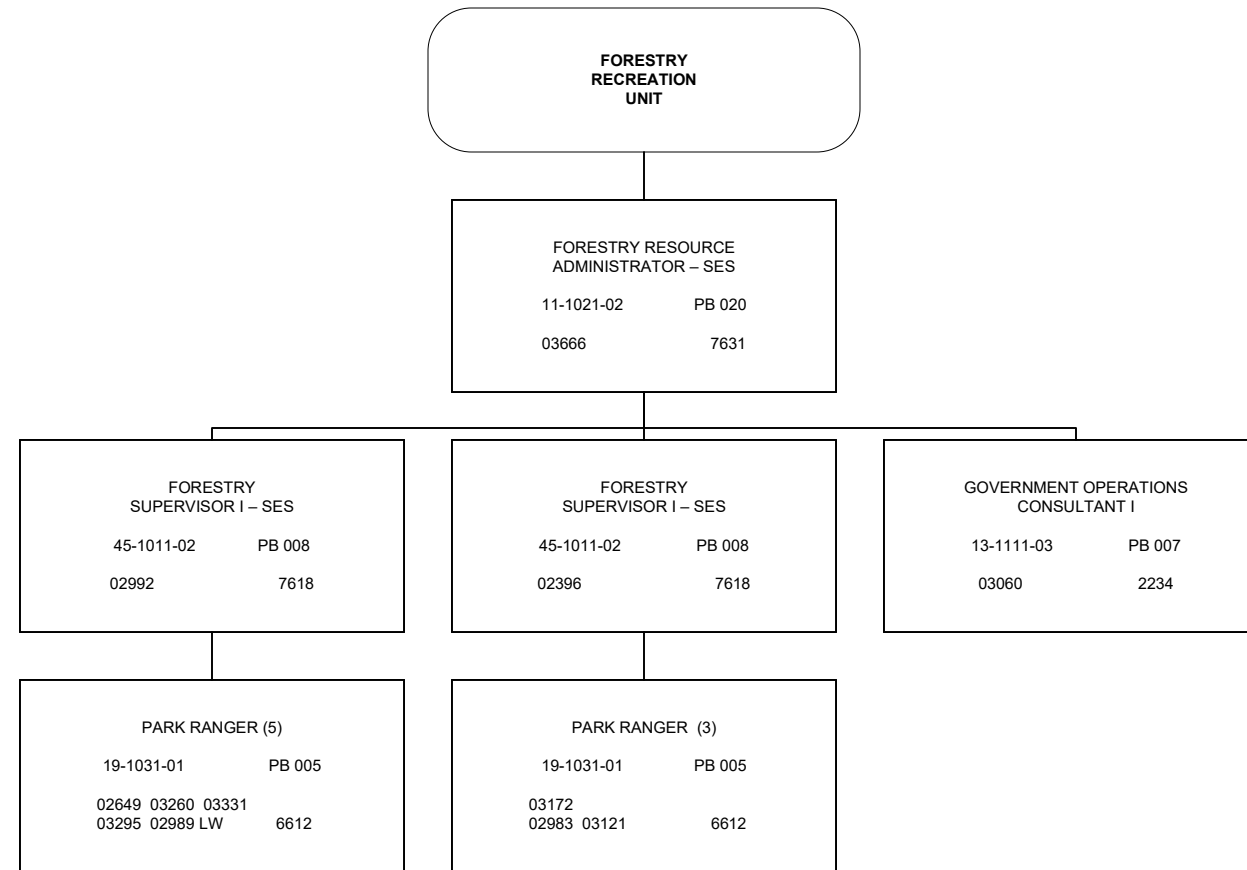 FORESTRY
RECREATION
UNIT
FORESTRY RESOURCE
ADMINISTRATOR – SES
11-1021-02 PB 020
03666 7631
FORESTRY
SUPERVISOR I – SES
45-1011-02 PB 008
02992 7618
FORESTRY
SUPERVISOR I – SES
45-1011-02 PB 008
02396 7618
GOVERNMENT OPERATIONS
CONSULTANT I
13-1111-03 PB 007
03060 2234
PARK RANGER (5)
19-1031-01 PB 005
02649 03260 03331
03295 02989 LW 6612
PARK RANGER (3)
19-1031-01 PB 005
03172
02983 03121 6612